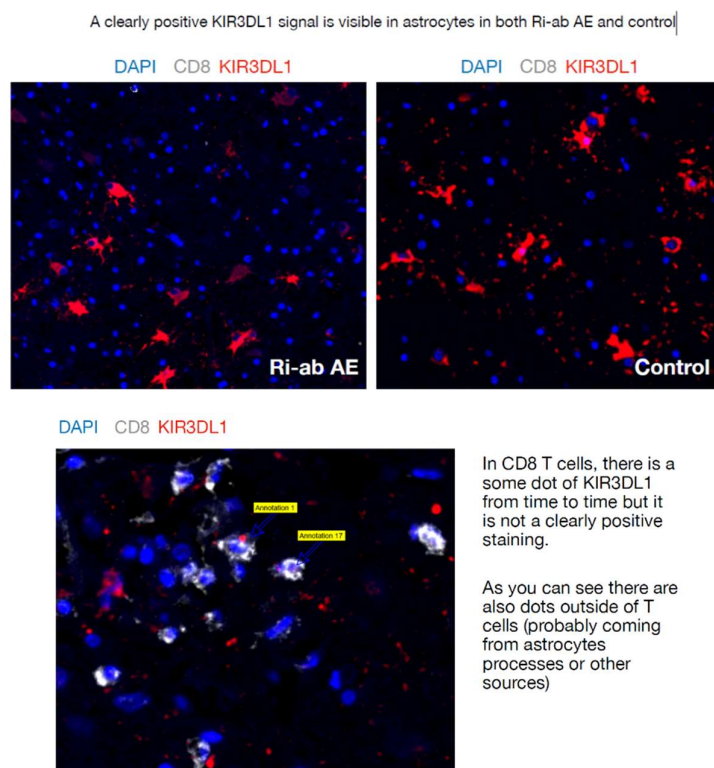 A clearly positive KIR3DL1 signal is visible in astrocytes in both Ri-ab AE and control
DAPI CD8 KIR3DL1
DAPI CD8 KIR3DL1
Ri-ab AE
Control
DAPI CD8 KIR3DL1
Annotation 1
Annotation 17
In CD8 T cells, there is a
some dot of KIR3DL1
from time to time but it
is not a clearly positive
staining.
As you can see there are
also dots outside of T
cells (probably coming
from astrocytes
processes or other
sources)